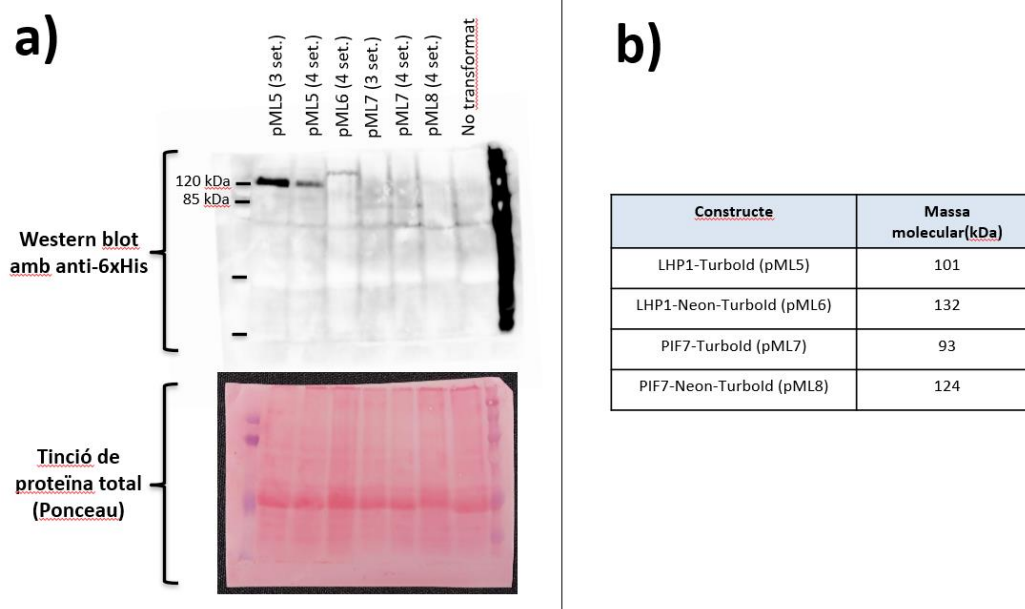 a)
pML5 (3 set.)
pML5 (4 set.)
pML6 (4 set.)
pML7 (3 set.)
pML7 (4 set.)
pML8 (4 set.)
No transformat
120 kDa
85 kDa
Western blot
amb anti-6xHis
Tinció de
proteïna total
(Ponceau)
b)
Constructe
Massa
molecular(kDa)
LHP1-TurboId (pML5)
101
LHP1-Neon-TurboId (pML6)
132
PIF7-TurboId (pML7)
93
PIF7-Neon-TurboId (pML8)
124